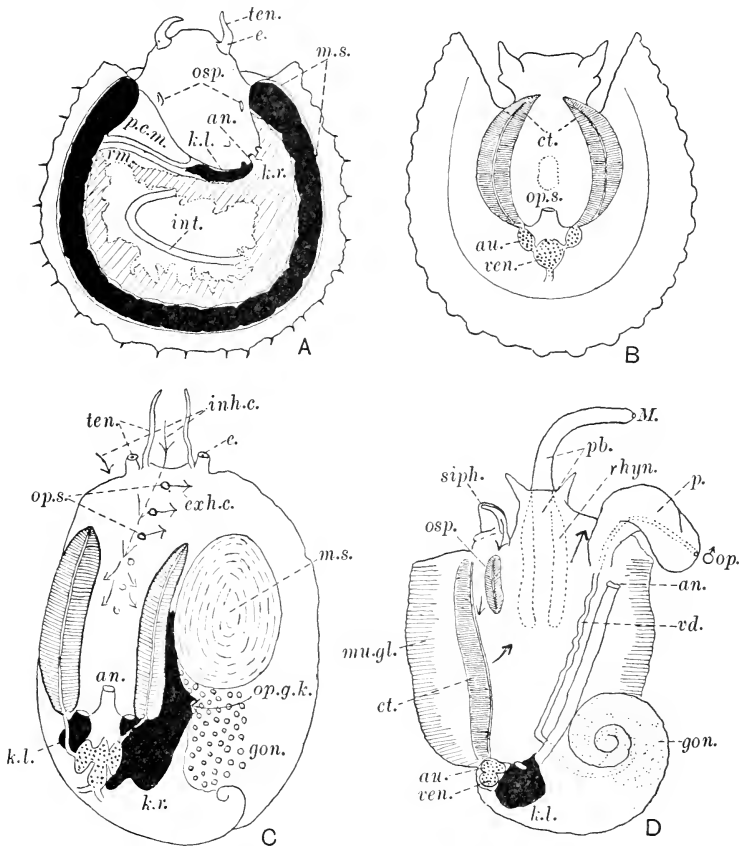 ten.
e.
m.s.
osp.
an.
p.c.m.
k.l.
k.r.
rm.
int.
A
ct.
op.s.
au.
ven.
B
ten.
inh.c.
e.
op.s.
exh.c.
m.s.
an.
op.g.k.
k.l.
gon.
k.r.
C
M.
pb.
siph.
rhyn.
p.
osp.
♂op.
an.
mu.gl.
vd.
ct.
gon.
au.
ven.
k.l.
D